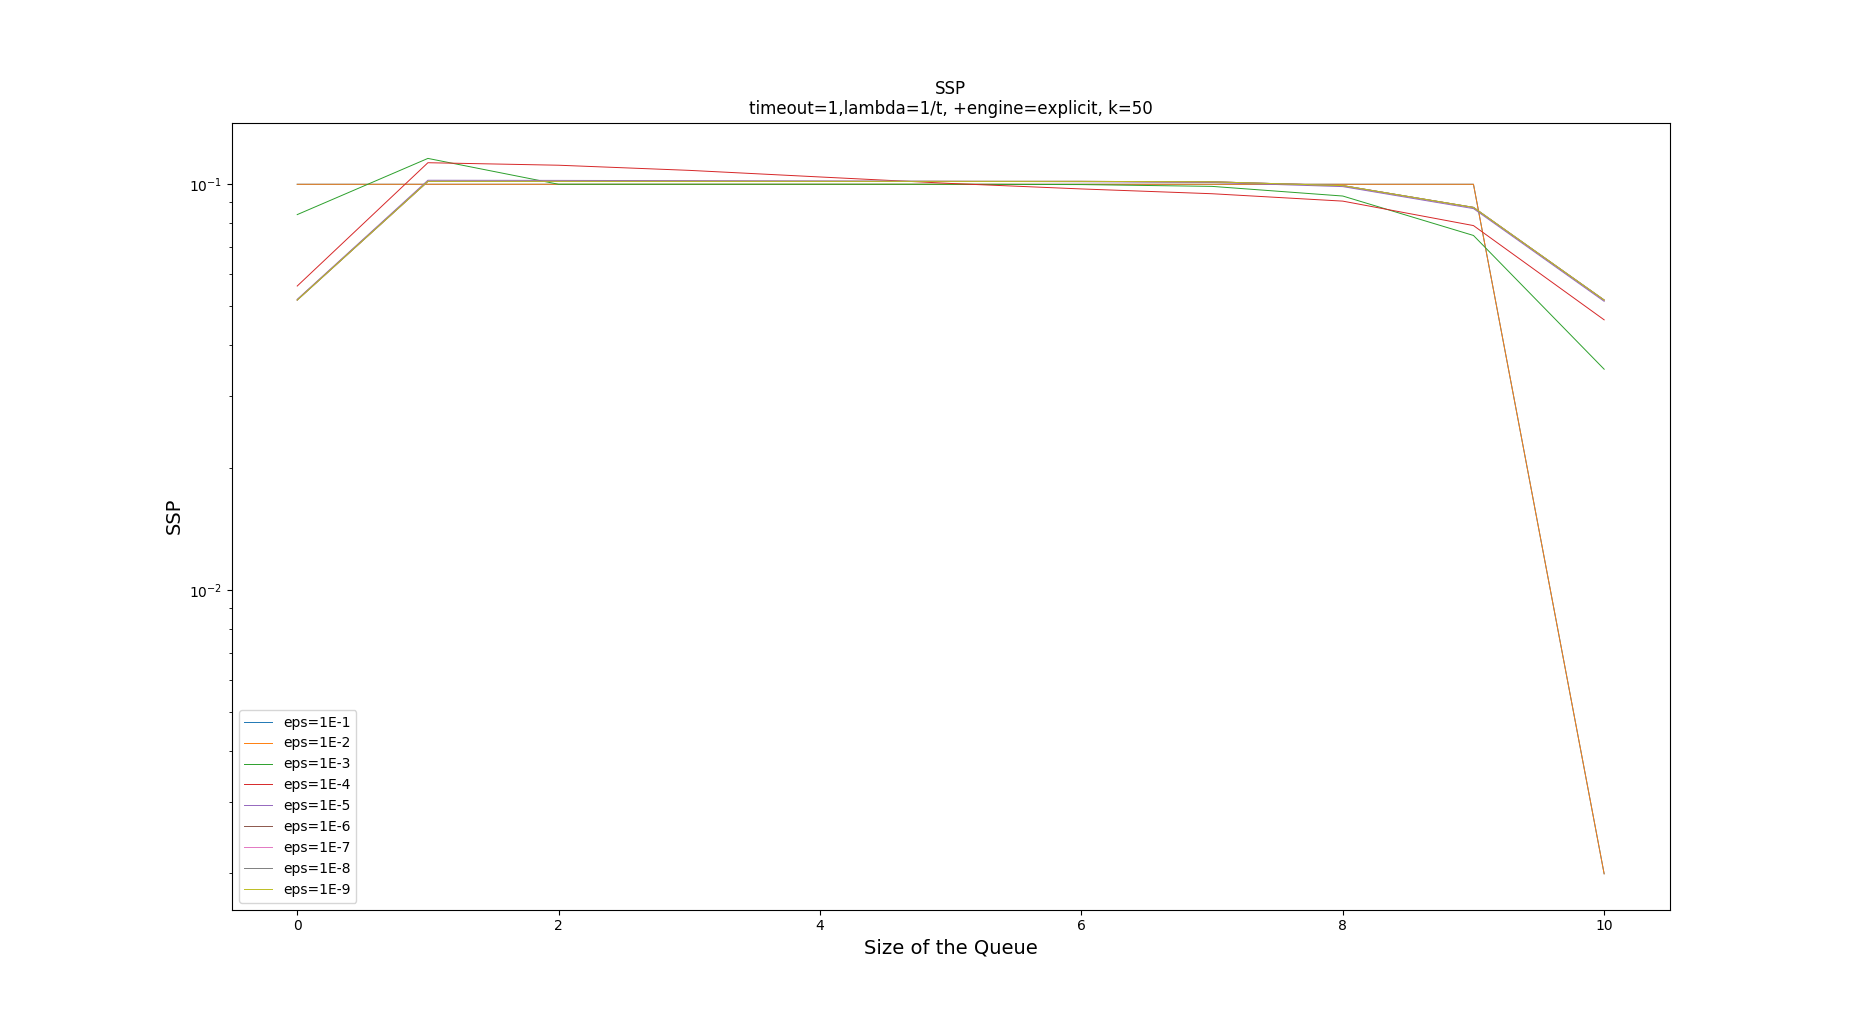 SSP
timeout=1,lambda=1/t, +engine=explicit, k=50
10⁻¹
SSP
10⁻²
eps=1E-1
eps=1E-2
eps=1E-3
eps=1E-4
eps=1E-5
eps=1E-6
eps=1E-7
eps=1E-8
eps=1E-9
0 2 4 6 8 10
Size of the Queue